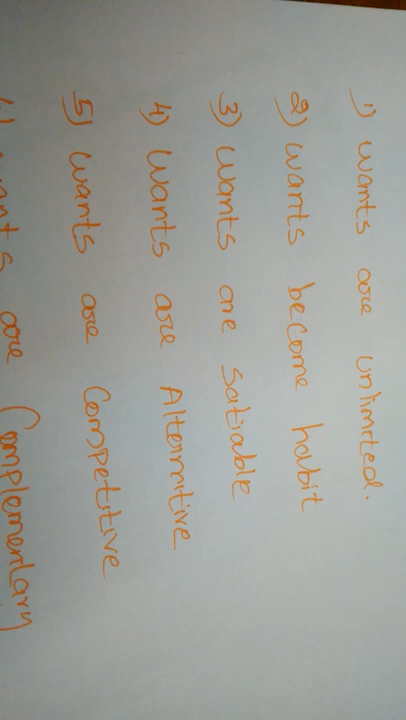 1) wants are unlimited.
2) wants become habit
3) wants are Satiable
4) wants are Alternitive
5) wants are Competitive
wants are Complementary